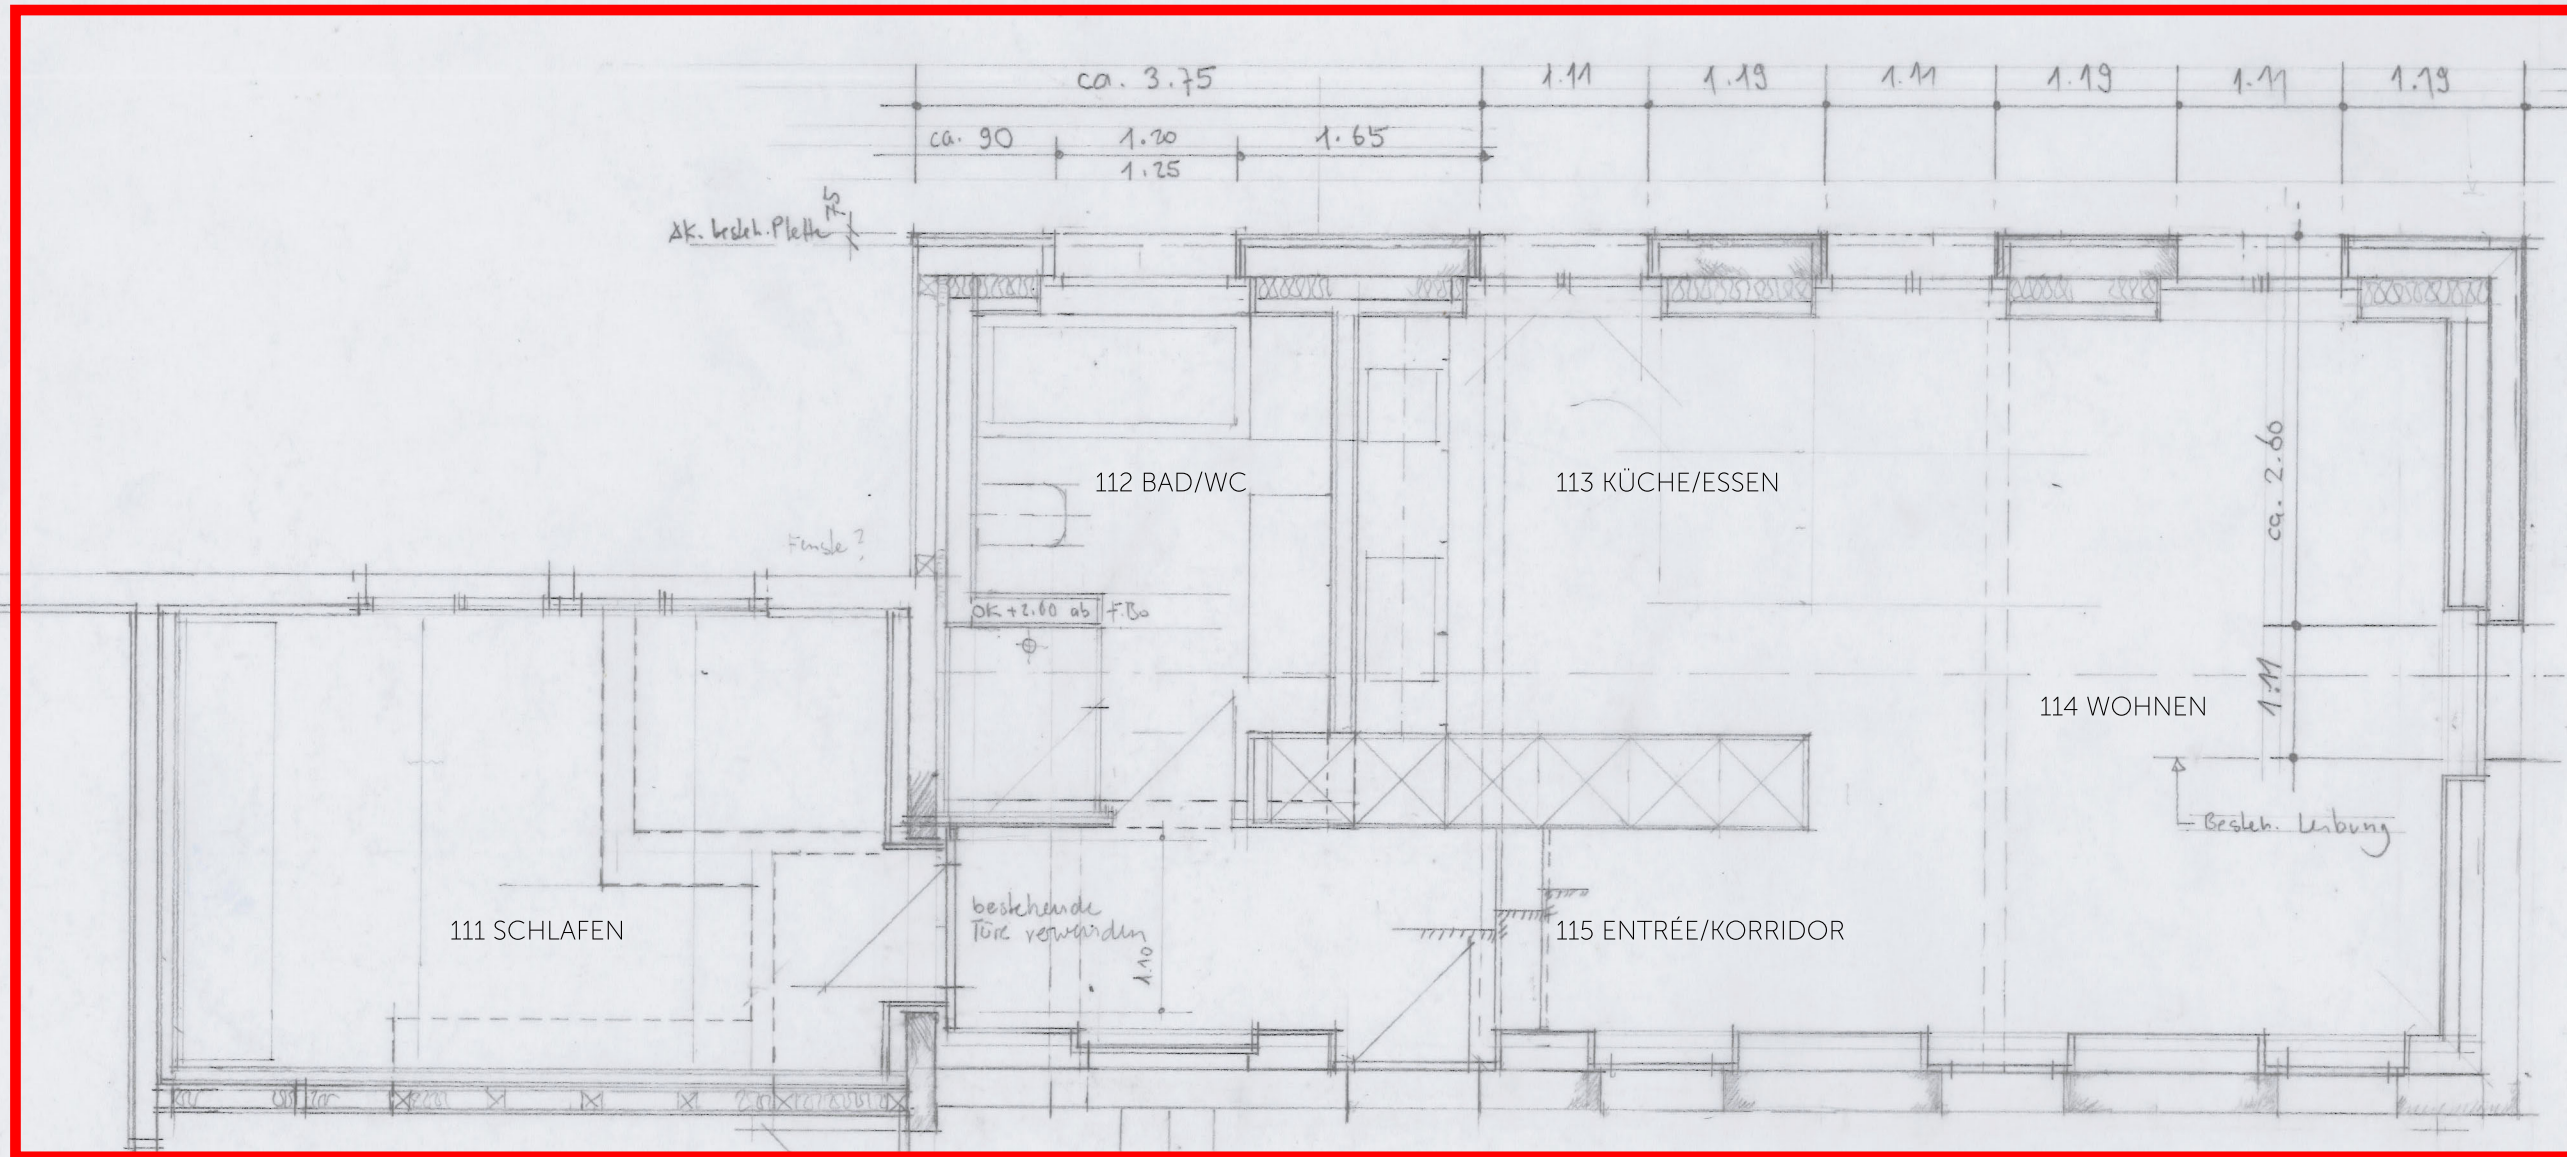 ca. 3.75
1.11
1.19
1.11
1.19
1.11
1.19
ca. 90
1.20
1.65
1.25
75
AK. besteh. Platte
112 BAD/WC
113 KÜCHE/ESSEN
ca. 2.60
OK +2.60 ab F.Bo
1.11
114 WOHNEN
Besteh. Leibung
bestehende
Türe verwenden
111 SCHLAFEN
115 ENTRÉE/KORRIDOR
1.10